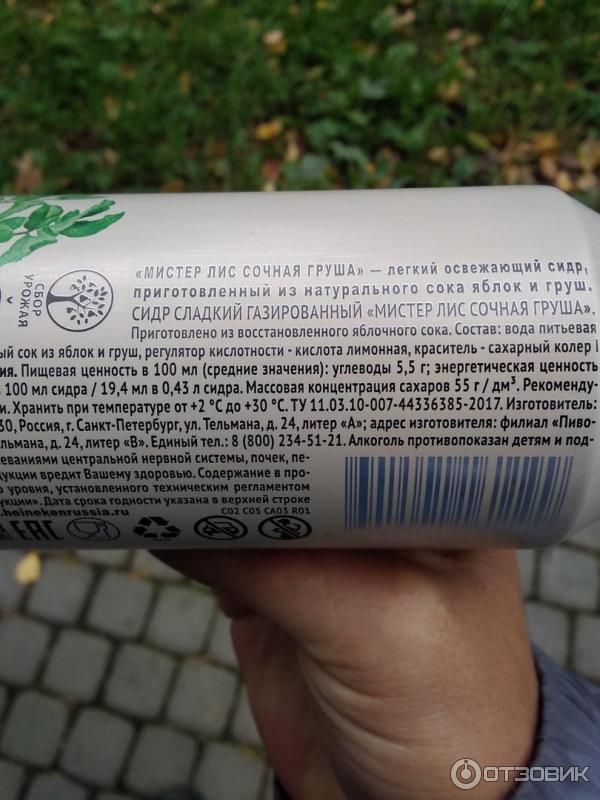 СБОР
УРОЖАЯ
«МИСТЕР ЛИС СОЧНАЯ ГРУША» — легкий освежающий сидр,
приготовленный из натурального сока яблок и груш.
СИДР СЛАДКИЙ ГАЗИРОВАННЫЙ «МИСТЕР ЛИС СОЧНАЯ ГРУША».
Приготовлено из восстановленного яблочного сока. Состав: вода питьевая
ый сок из яблок и груш, регулятор кислотности - кислота лимонная, краситель - сахарный колер I
ия. Пищевая ценность в 100 мл (средние значения): углеводы 5,5 г; энергетическая ценность
100 мл сидра / 19,4 мл в 0,43 л сидра. Массовая концентрация сахаров 55 г / дм³. Рекоменду-
и. Хранить при температуре от +2 °С до +30 °С. ТУ 11.03.10-007-44336385-2017. Изготовитель:
30, Россия, г. Санкт-Петербург, ул. Тельмана, д. 24, литер «А»; адрес изготовителя: филиал «Пиво-
ельмана, д. 24, литер «В». Единый тел.: 8 (800) 234-51-21. Алкоголь противопоказан детям и под-
еваниями центральной нервной системы, почек, пе-
дукции вредит Вашему здоровью. Содержание в про-
о уровня, установленного техническим регламентом
укции». Дата срока годности указана в верхней строке
.heinekenrussia.ru
С02 С05 СА03 R01
EAC
ОТЗОВИК